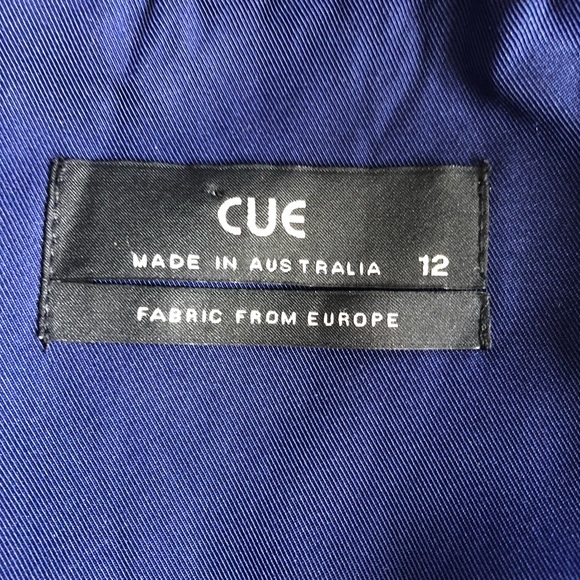 CUE
MADE IN AUSTRALIA 12
FABRIC FROM EUROPE